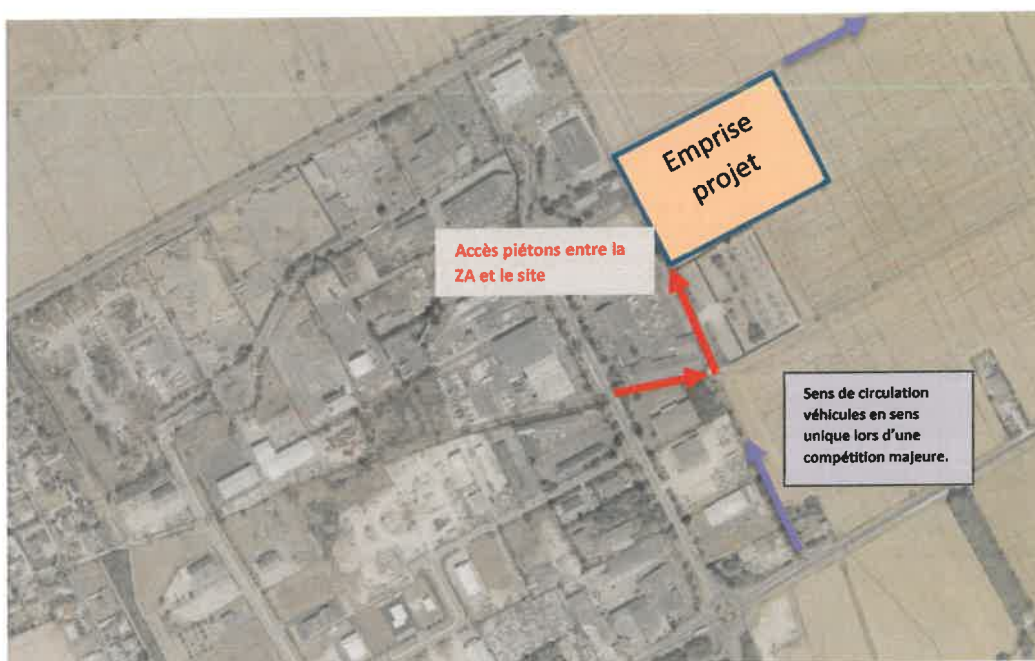 Emprise
projet
Accès piétons entre la
ZA et le site
Sens de circulation
véhicules en sens
unique lors d'une
compétition majeure.